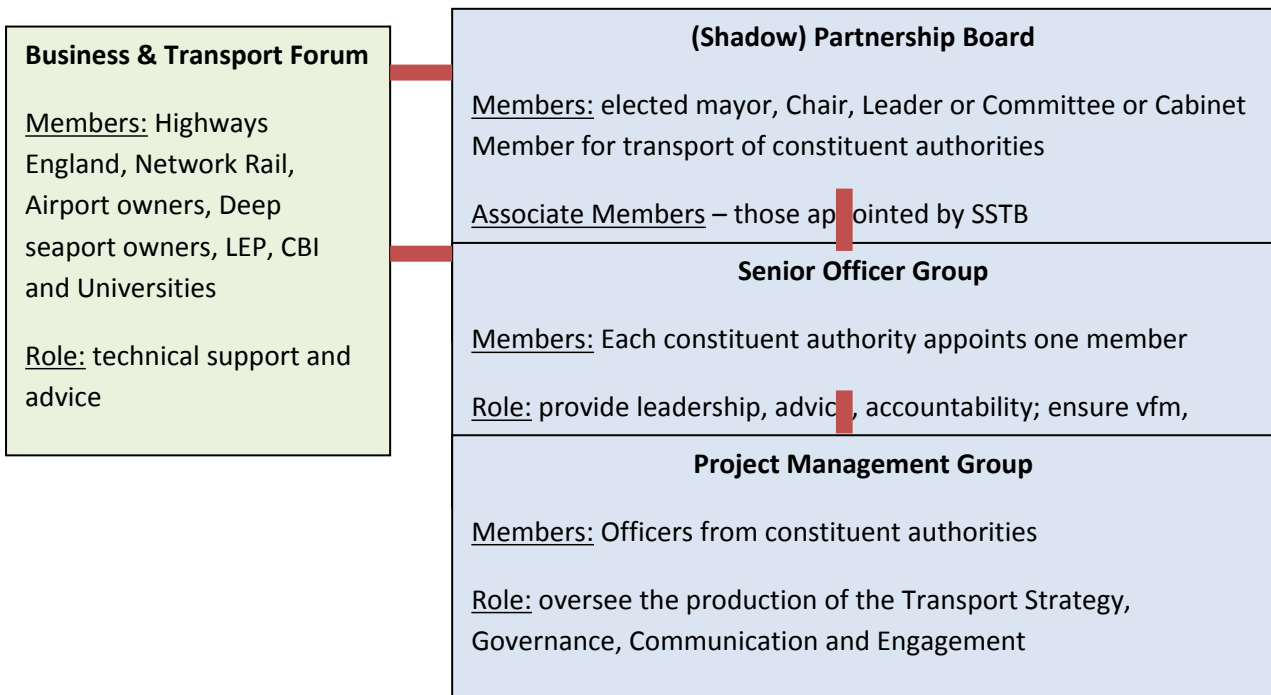 Business & Transport Forum
Members: Highways
England, Network Rail,
Airport owners, Deep
seaport owners, LEP, CBI
and Universities
Role: technical support and
advice
(Shadow) Partnership Board
Members: elected mayor, Chair, Leader or Committee or Cabinet
Member for transport of constituent authorities
Associate Members – those appointed by SSTB
Senior Officer Group
Members: Each constituent authority appoints one member
Role: provide leadership, advice, accountability; ensure vfm,
Project Management Group
Members: Officers from constituent authorities
Role: oversee the production of the Transport Strategy,
Governance, Communication and Engagement